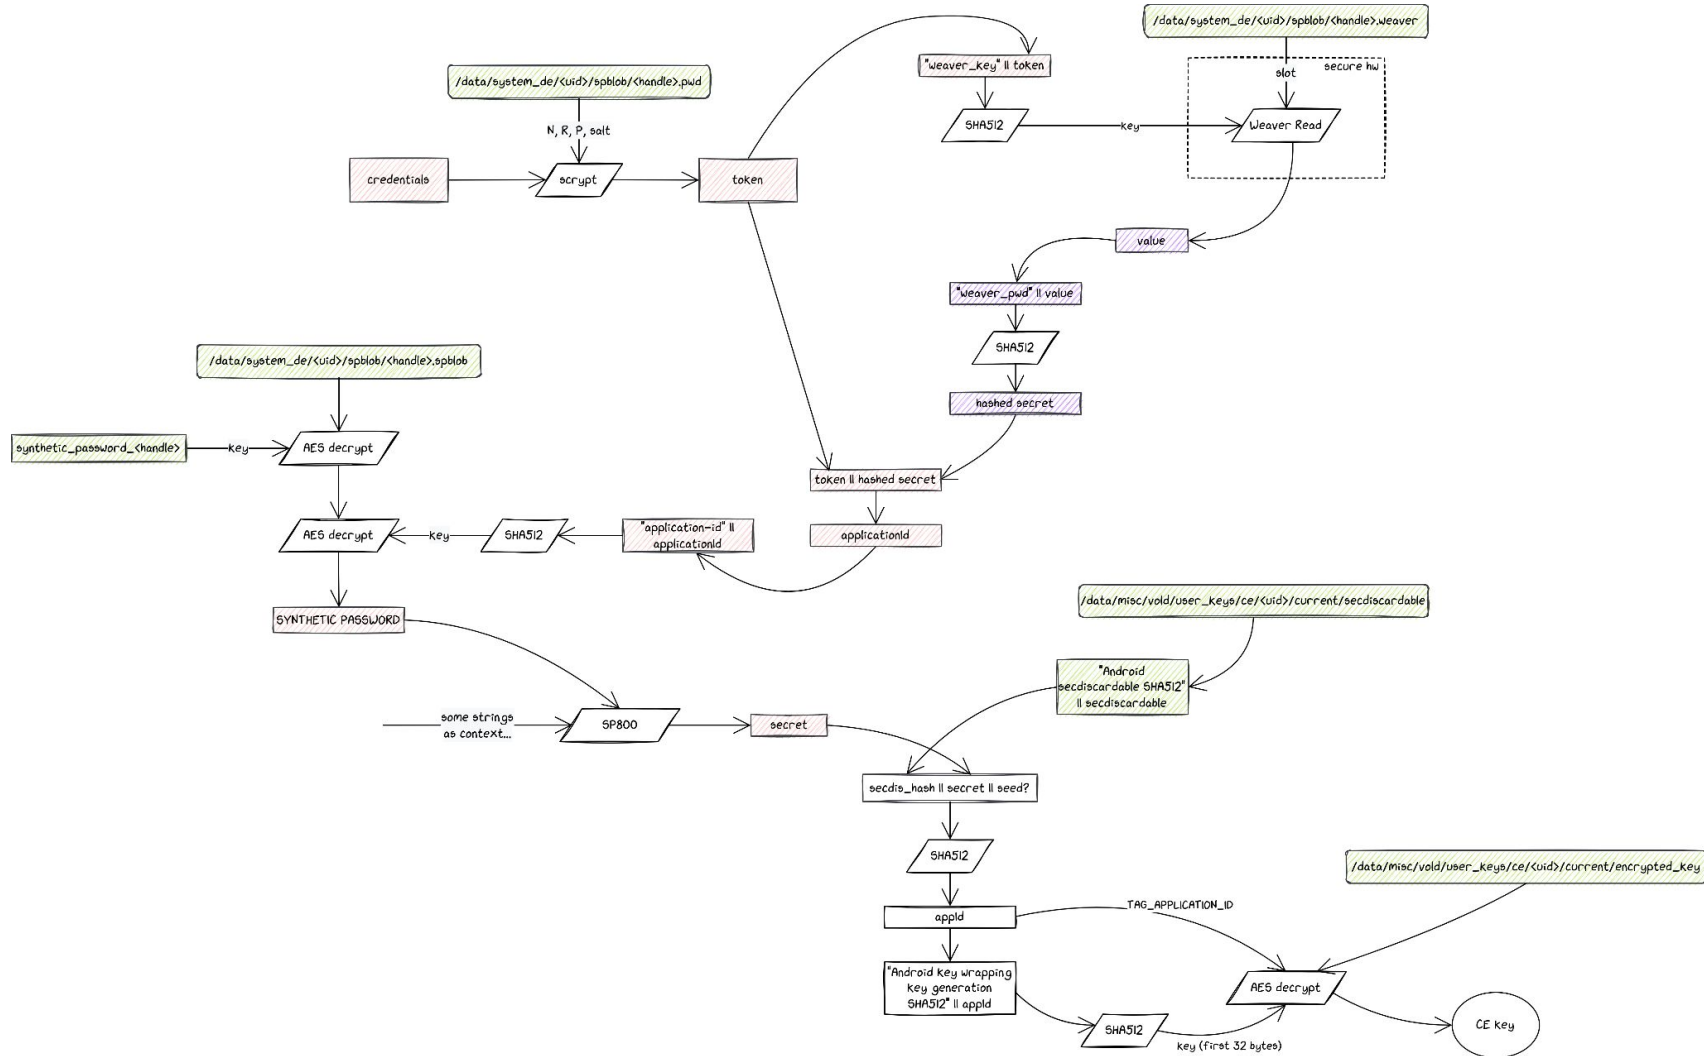 /data/system_de/<uid>/spblob/<handle>.weaver
"weaver_key" || token
secure hw
slot
/data/system_de/<uid>/spblob/<handle>.pwd
N, R, P, salt
SHA512
key
Weaver Read
credentials
scrypt
token
value
"weaver_pwd" || value
SHA512
/data/system_de/<uid>/spblob/<handle>.spblob
hashed secret
synthetic_password_<handle>
key
AES decrypt
token || hashed secret
AES decrypt
key
SHA512
"application-id" ||
applicationId
applicationId
/data/misc/vold/user_keys/ce/<uid>/current/secdiscardable
SYNTHETIC PASSWORD
"Android
secdiscardable SHA512"
|| secdiscardable
some strings
as context...
SP800
secret
secdis_hash || secret || seed?
SHA512
/data/misc/vold/user_keys/ce/<uid>/current/encrypted_key
appId
TAG_APPLICATION_ID
"Android key wrapping
key generation
SHA512" || appId
AES decrypt
SHA512
key (first 32 bytes)
CE key